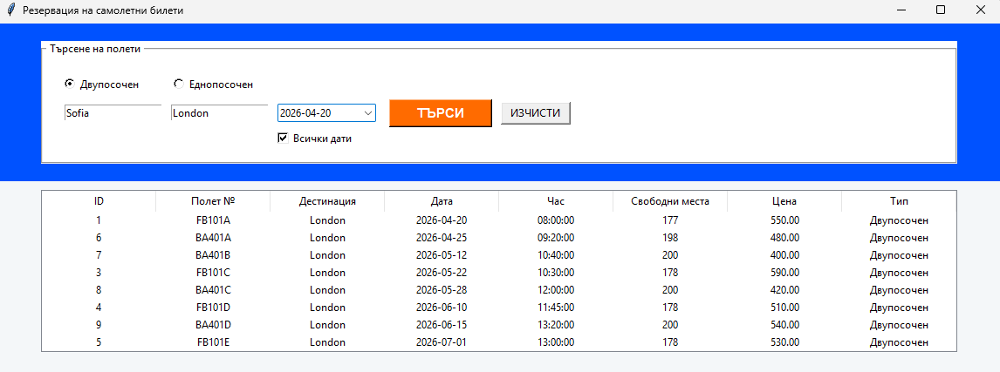 Резервация на самолетни билети
Търсене на полети
Двупосочен Еднопосочен
Sofia London 2026-04-20 ТЪРСИ ИЗЧИСТИ
Всички дати
ID Полет № Дестинация Дата Час Свободни места Цена Тип
1 FB101A London 2026-04-20 08:00:00 177 550.00 Двупосочен
6 BA401A London 2026-04-25 09:20:00 198 480.00 Двупосочен
7 BA401B London 2026-05-12 10:40:00 200 400.00 Двупосочен
3 FB101C London 2026-05-22 10:30:00 178 590.00 Двупосочен
8 BA401C London 2026-05-28 12:00:00 200 420.00 Двупосочен
4 FB101D London 2026-06-10 11:45:00 178 510.00 Двупосочен
9 BA401D London 2026-06-15 13:20:00 200 540.00 Двупосочен
5 FB101E London 2026-07-01 13:00:00 178 530.00 Двупосочен